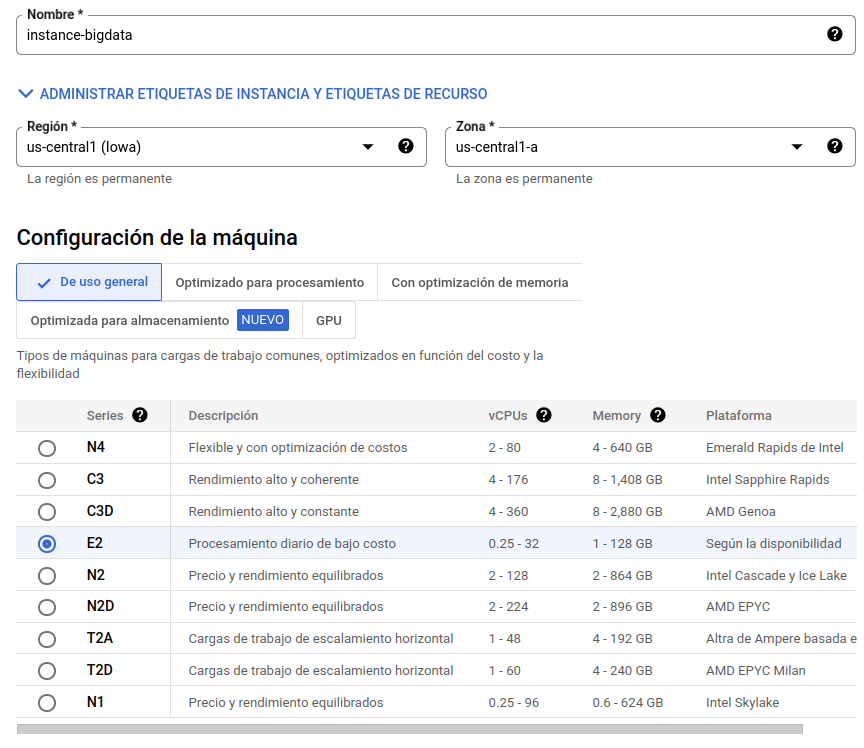 Nombre *
instance-bigdata
ADMINISTRAR ETIQUETAS DE INSTANCIA Y ETIQUETAS DE RECURSO
Región * Zona *
us-central1 (Iowa) us-central1-a
La región es permanente La zona es permanente
Configuración de la máquina
De uso general Optimizado para procesamiento Con optimización de memoria
Optimizada para almacenamiento NUEVO GPU
Tipos de máquinas para cargas de trabajo comunes, optimizados en función del costo y la
flexibilidad
Series Descripción vCPUs Memory Plataforma
N4 Flexible y con optimización de costos 2 - 80 4 - 640 GB Emerald Rapids de Intel
C3 Rendimiento alto y coherente 4 - 176 8 - 1,408 GB Intel Sapphire Rapids
C3D Rendimiento alto y constante 4 - 360 8 - 2,880 GB AMD Genoa
E2 Procesamiento diario de bajo costo 0.25 - 32 1 - 128 GB Según la disponibilidad
N2 Precio y rendimiento equilibrados 2 - 128 2 - 864 GB Intel Cascade y Ice Lake
N2D Precio y rendimiento equilibrados 2 - 224 2 - 896 GB AMD EPYC
T2A Cargas de trabajo de escalamiento horizontal 1 - 48 4 - 192 GB Altra de Ampere basada e
T2D Cargas de trabajo de escalamiento horizontal 1 - 60 4 - 240 GB AMD EPYC Milan
N1 Precio y rendimiento equilibrados 0.25 - 96 0.6 - 624 GB Intel Skylake